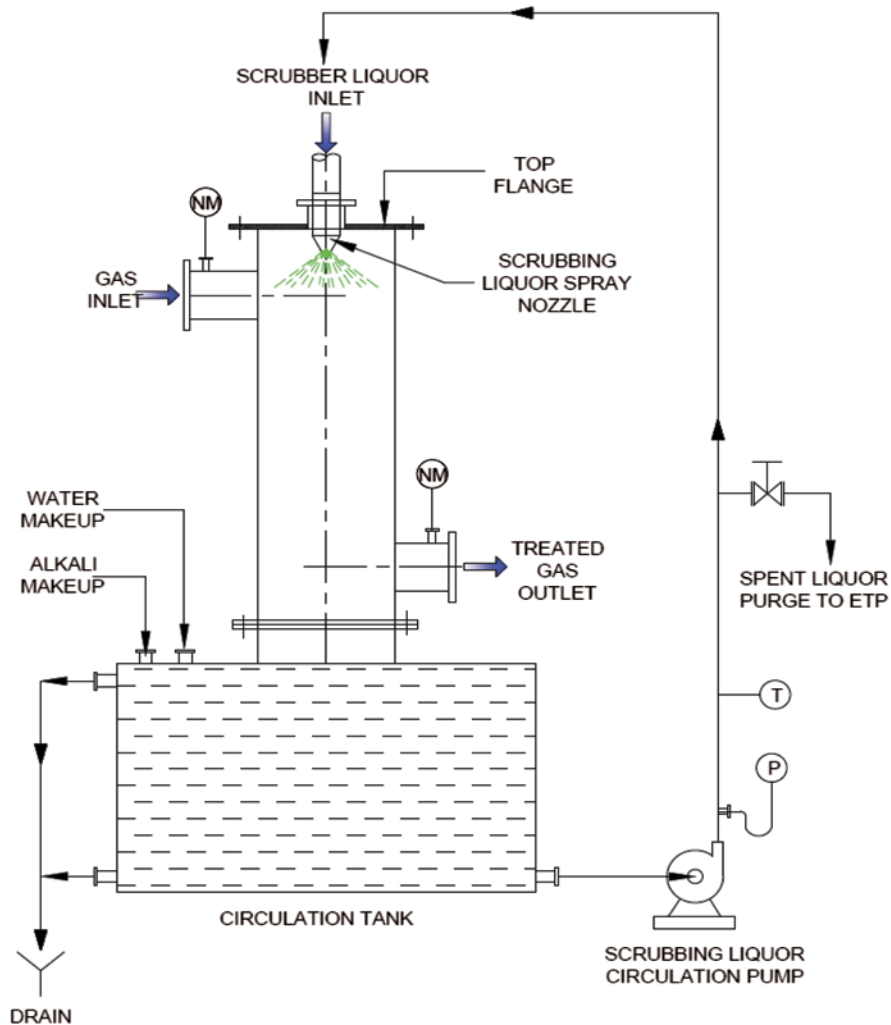 SCRUBBER LIQUOR
INLET
TOP
FLANGE
NM
GAS
INLET
SCRUBBING
LIQUOR SPRAY
NOZZLE
NM
WATER
MAKEUP
ALKALI
MAKEUP
TREATED
GAS
OUTLET
SPENT LIQUOR
PURGE TO ETP
T
P
CIRCULATION TANK
SCRUBBING LIQUOR
CIRCULATION PUMP
DRAIN